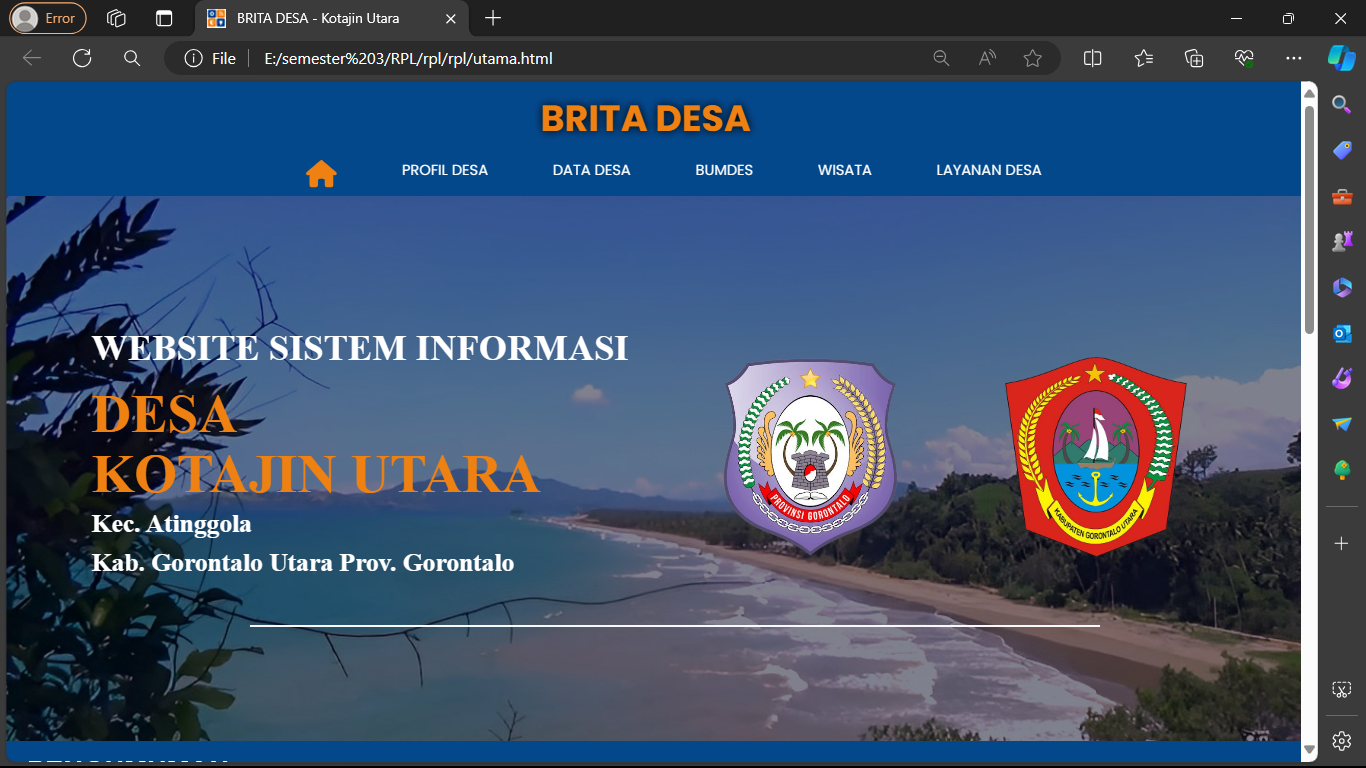 Error
BRITA DESA - Kotajin Utara
File
E:/semester%203/RPL/rpl/rpl/utama.html
BRITA DESA
PROFIL DESA
DATA DESA
BUMDES
WISATA
LAYANAN DESA
WEBSITE SISTEM INFORMASI
DESA
KOTAJIN UTARA
Kec. Atinggola
Kab. Gorontalo Utara Prov. Gorontalo
PROVINSI GORONTALO
KABUPATEN GORONTALO UTARA